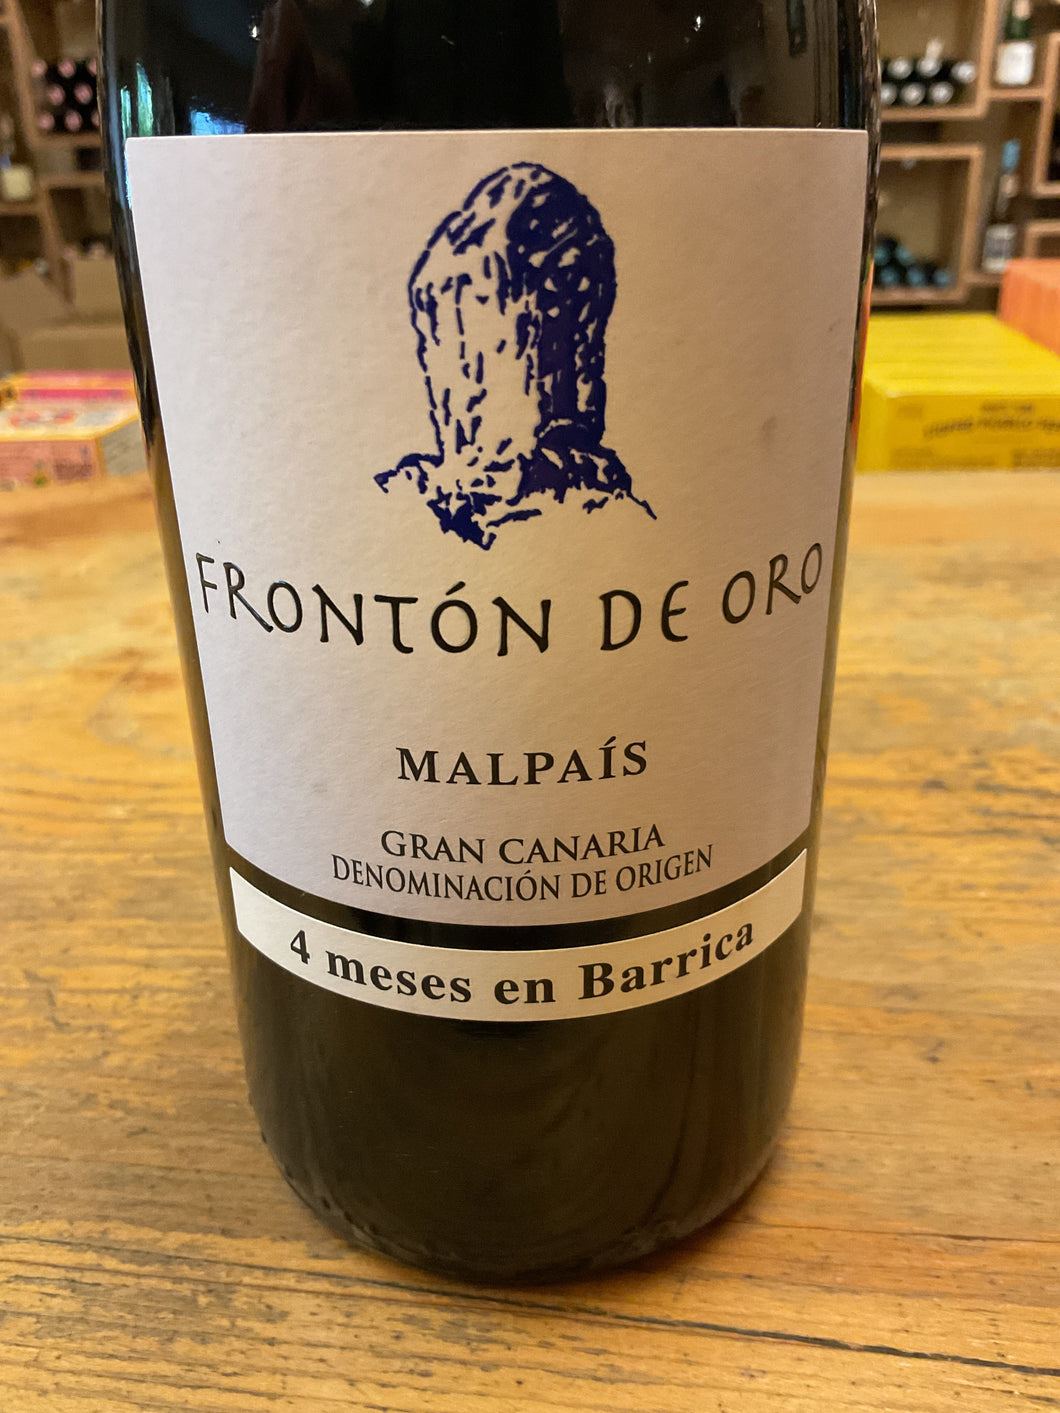 FRONTÓN DE ORO
MALPAÍS
GRAN CANARIA
DENOMINACIÓN DE ORIGEN
4 meses en Barrica